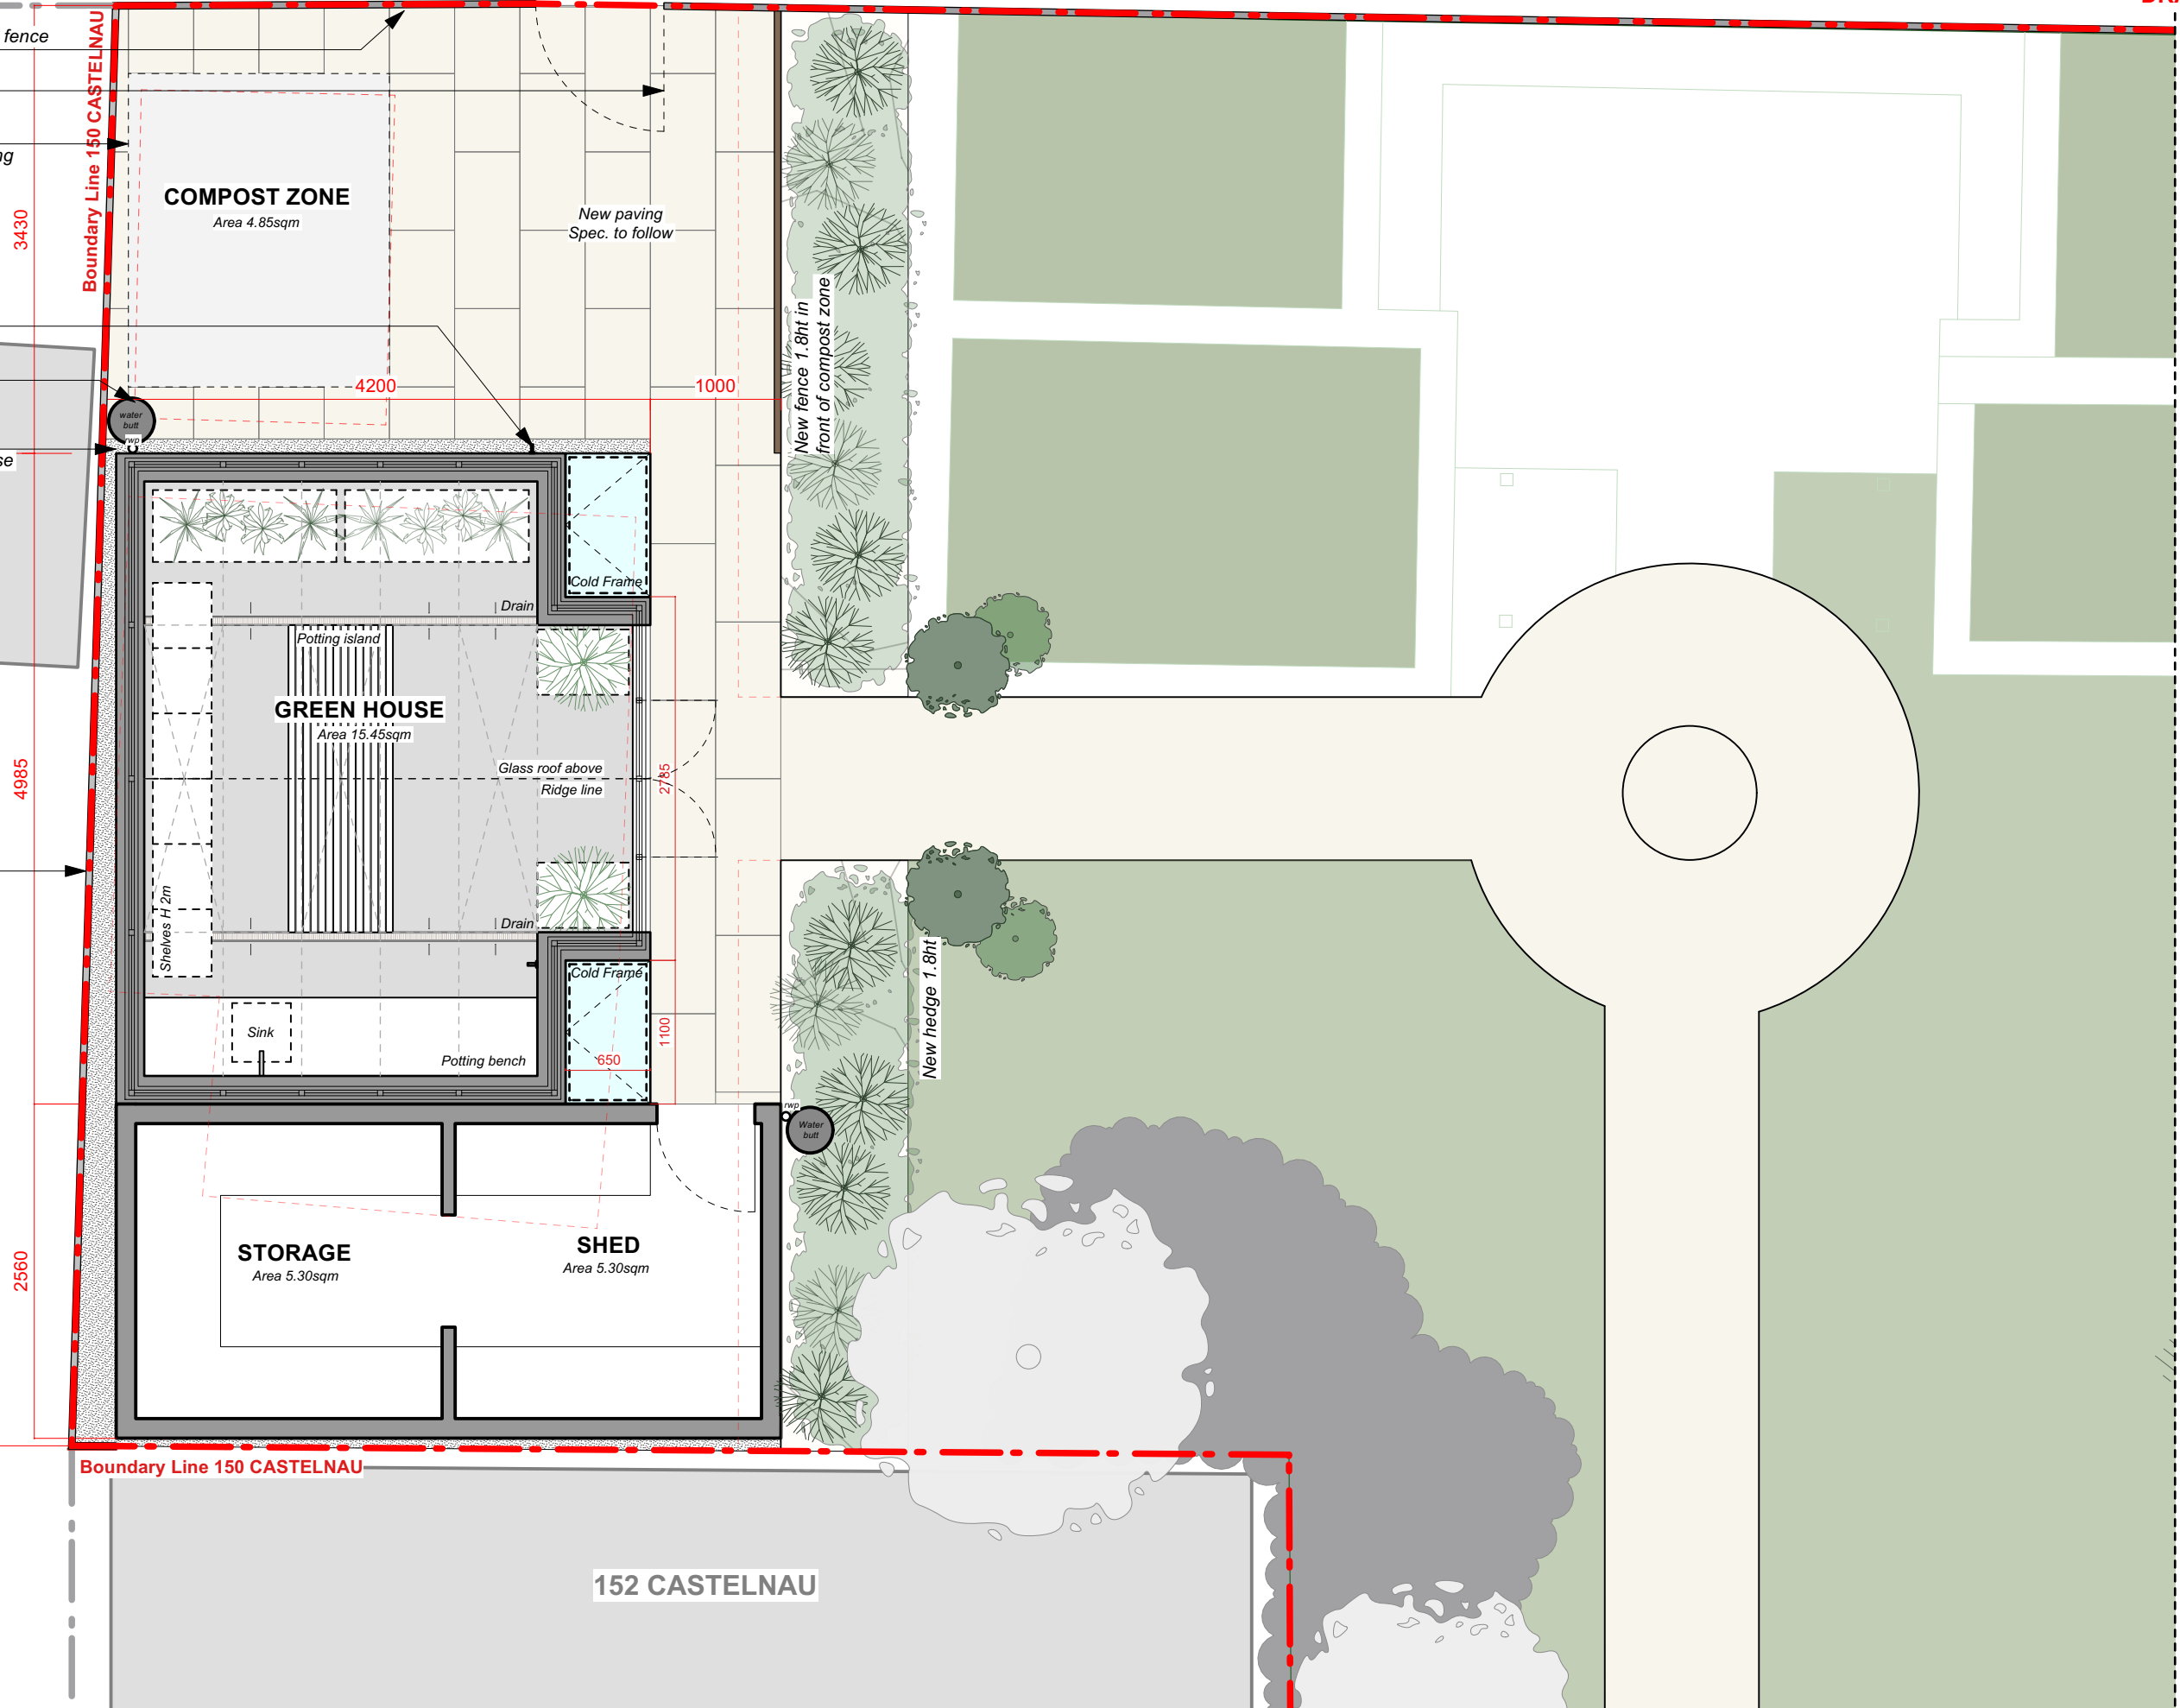 fence
Boundary Line 150 CASTELNAU
3430
COMPOST ZONE
Area 4.85sqm
New paving
Spec. to follow
New fence 1.8ht in
front of compost zone
4200
1000
water
butt
rwp
Cold Frame
Drain
Potting island
GREEN HOUSE
Area 15.45sqm
Glass roof above
Ridge line
2785
4985
Shelves H 2m
Drain
Cold Frame
New hedge 1.8ht
Sink
Potting bench
650
1100
rwp
Water
butt
2560
STORAGE
Area 5.30sqm
SHED
Area 5.30sqm
Boundary Line 150 CASTELNAU
152 CASTELNAU